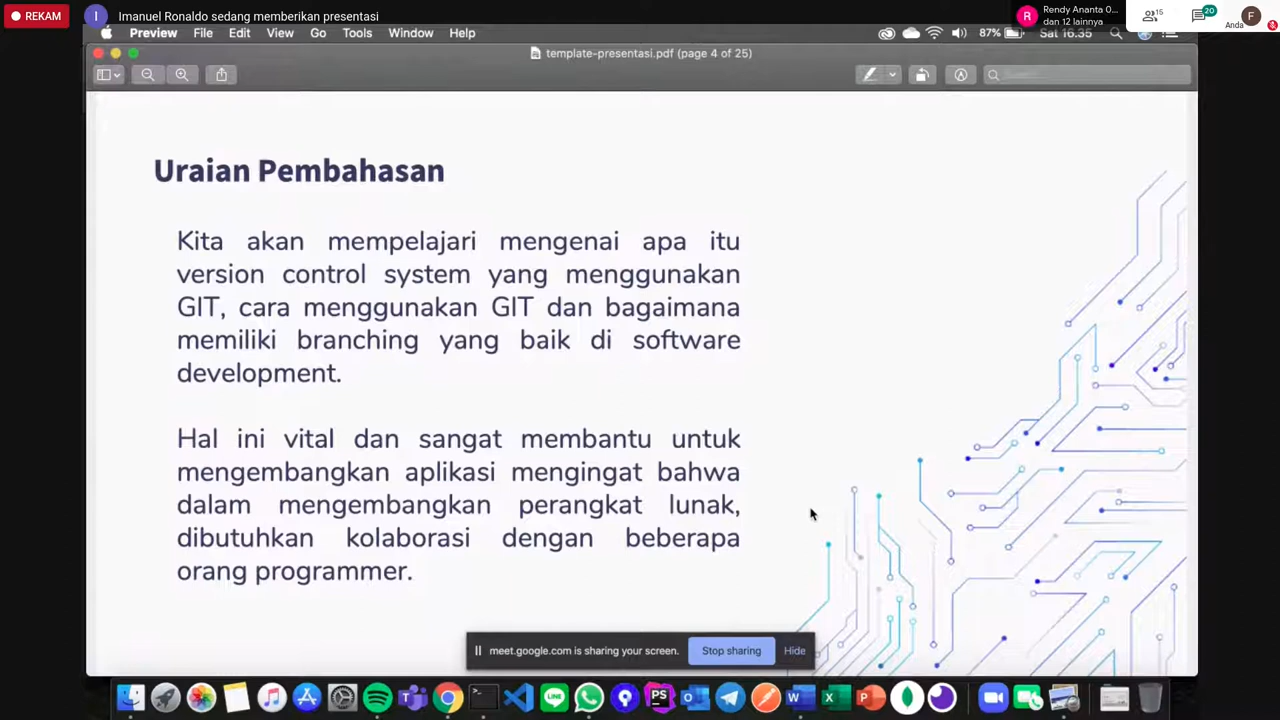 REKAM
I
Imanuel Ronaldo sedang memberikan presentasi
R
Rendy Ananta O...
dan 12 lainnya
15
20
F
Anda
Preview File Edit View Go Tools Window Help
87% Sat 16.35
template-presentasi.pdf (page 4 of 25)
Uraian Pembahasan
Kita akan mempelajari mengenai apa itu
version control system yang menggunakan
GIT, cara menggunakan GIT dan bagaimana
memiliki branching yang baik di software
development.
Hal ini vital dan sangat membantu untuk
mengembangkan aplikasi mengingat bahwa
dalam mengembangkan perangkat lunak,
dibutuhkan kolaborasi dengan beberapa
orang programmer.
meet.google.com is sharing your screen. Stop sharing Hide
LINE
PS